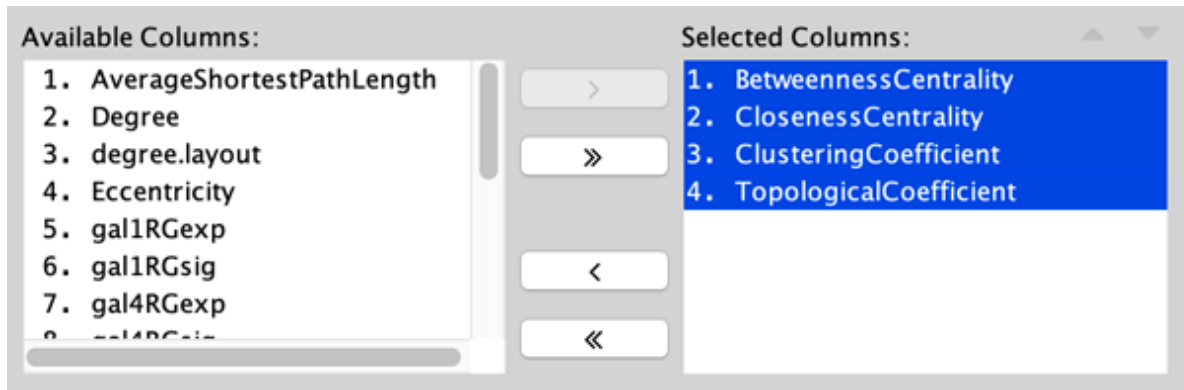 Available Columns:
1. AverageShortestPathLength
2. Degree
3. degree.layout
4. Eccentricity
5. gal1RGexp
6. gal1RGsig
7. gal4RGexp
>
»
<
«
Selected Columns:
1. BetweennessCentrality
2. ClosenessCentrality
3. ClusteringCoefficient
4. TopologicalCoefficient